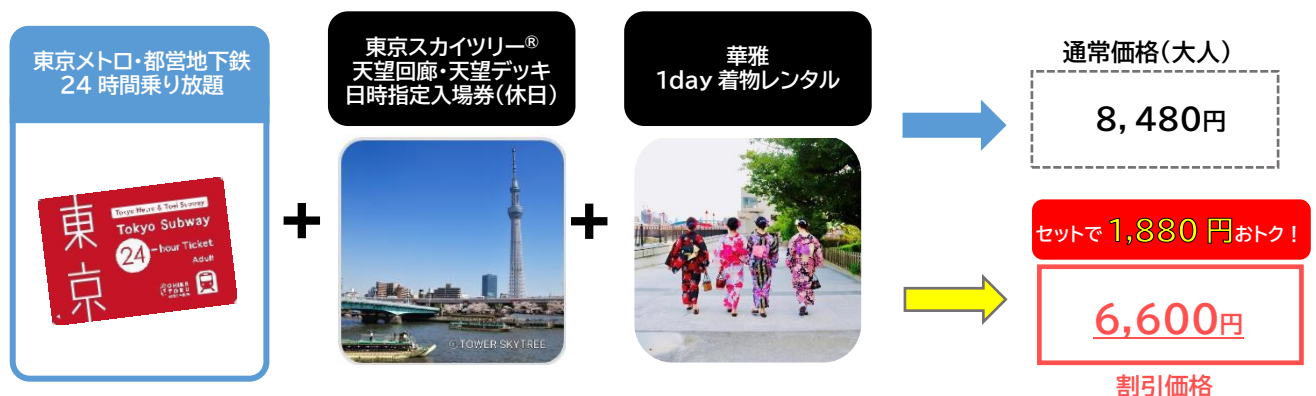 東京メトロ・都営地下鉄
24 時間乗り放題
東京
Tokyo Metro & Toei Subway
Tokyo Subway
24-hour Ticket
Adult
+
東京スカイツリー®
天望回廊・天望デッキ
日時指定入場券(休日)
©TOWER SKYTREE
+
華雅
1day 着物レンタル
通常価格(大人)
8,480円
セットで 1,880 円おトク!
6,600円
割引価格